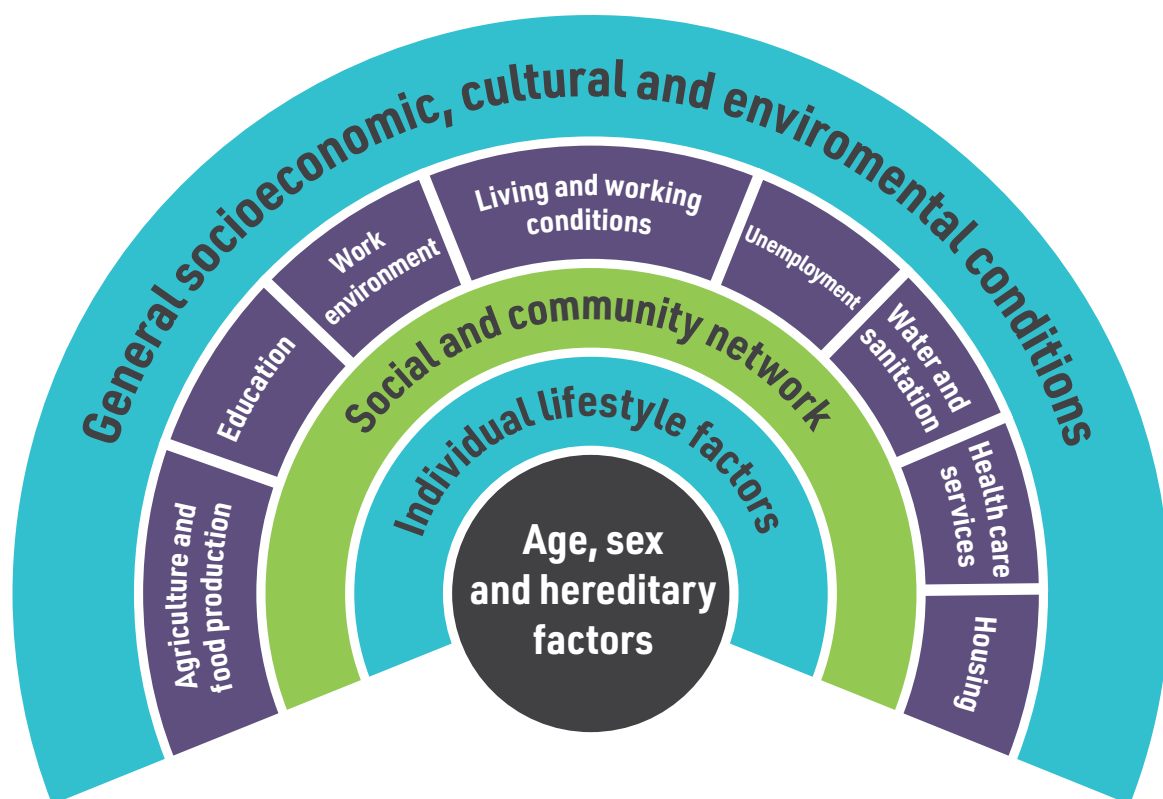 General socioeconomic, cultural and enviromental conditions
Agriculture and
food production
Education
Work
environment
Living and working
conditions
Unemployment
Water and
sanitation
Health care
services
Housing
Social and community network
Individual lifestyle factors
Age, sex
and hereditary
factors